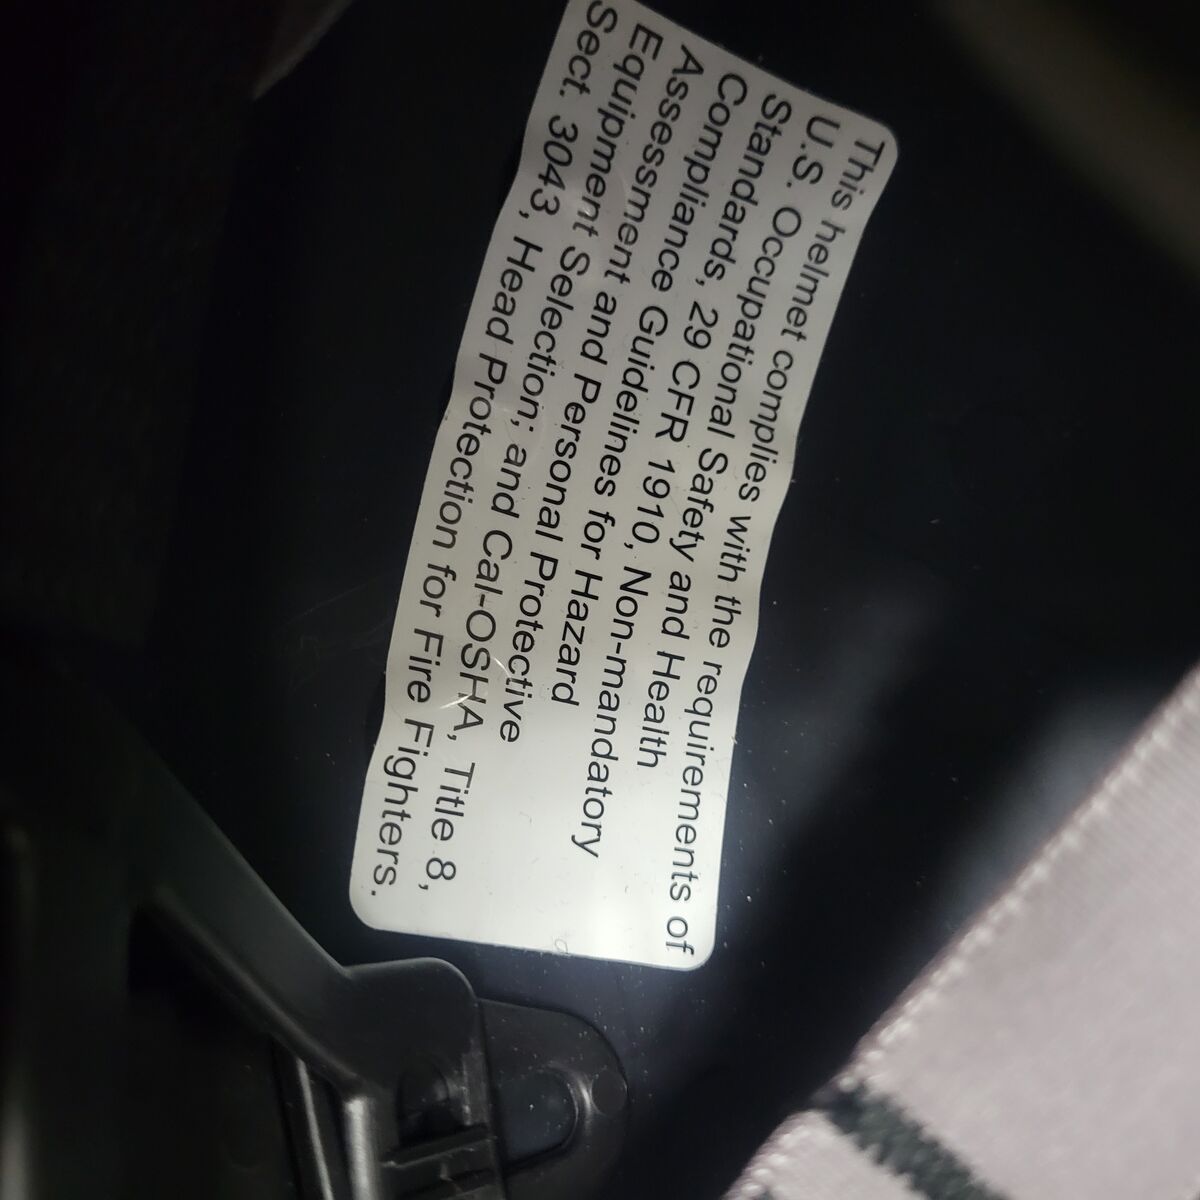 This helmet complies with the requirements of
U.S. Occupational Safety and Health
Standards, 29 CFR 1910, Non-mandatory
Compliance Guidelines for Hazard
Assessment and Personal Protective
Equipment Selection; and Cal-OSHA, Title 8,
Sect. 3043, Head Protection for Fire Fighters.